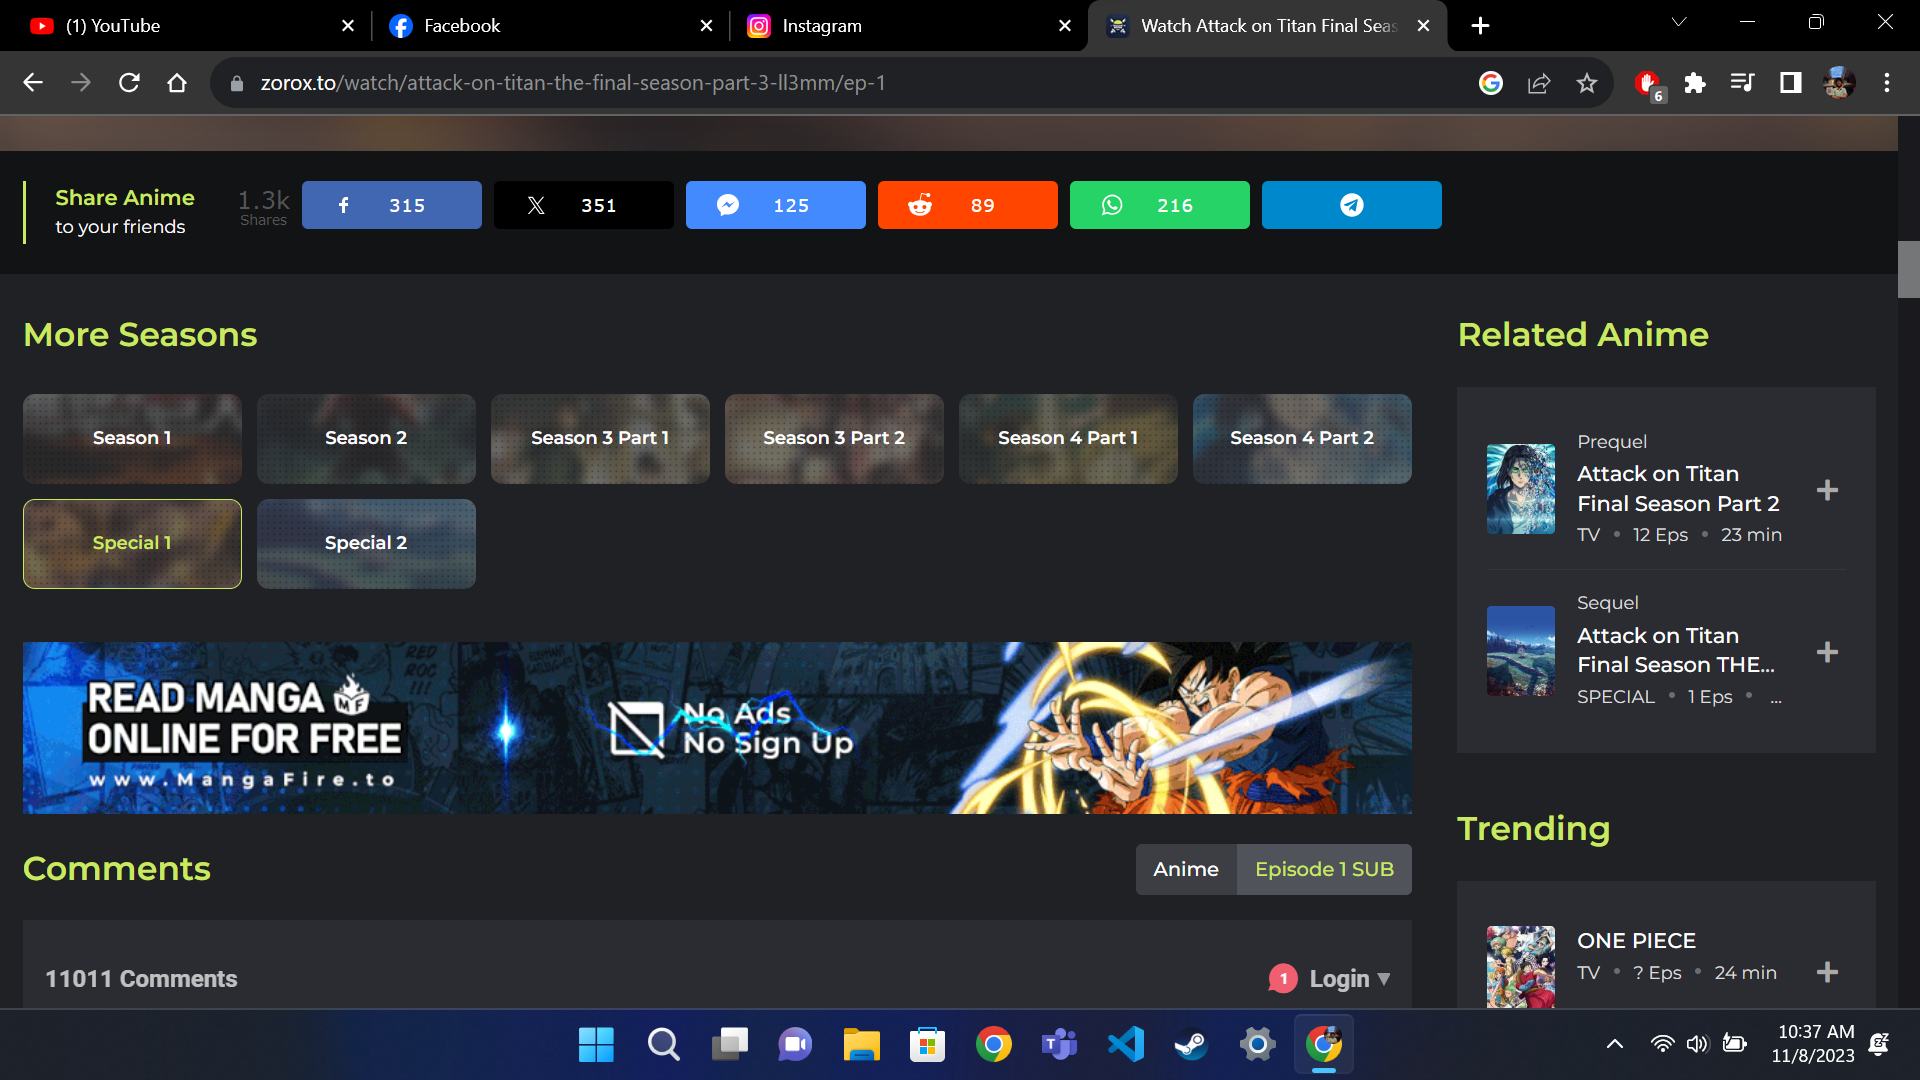 (1) YouTube
Facebook
Instagram
Watch Attack on Titan Final Seas
zorox.to/watch/attack-on-titan-the-final-season-part-3-ll3mm/ep-1
6
Share Anime
to your friends
1.3k
Shares
315
351
125
89
216
More Seasons
Season 1
Season 2
Season 3 Part 1
Season 3 Part 2
Season 4 Part 1
Season 4 Part 2
Special 1
Special 2
READ MANGA
MF
ONLINE FOR FREE
www.MangaFire.to
No Ads
No Sign Up
Comments
Anime
Episode 1 SUB
11011 Comments
1
Login
Related Anime
Prequel
Attack on Titan
Final Season Part 2
TV • 12 Eps • 23 min
Sequel
Attack on Titan
Final Season THE...
SPECIAL • 1 Eps • ...
Trending
ONE PIECE
TV • ? Eps • 24 min
10:37 AM
11/8/2023